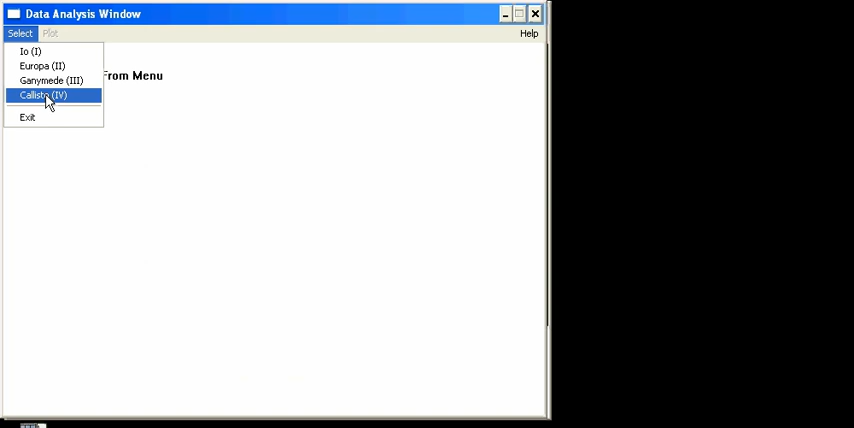 Data Analysis Window
Select Plot Help
Io (I)
Europa (II)
From Menu
Ganymede (III)
Callisto (IV)
Exit